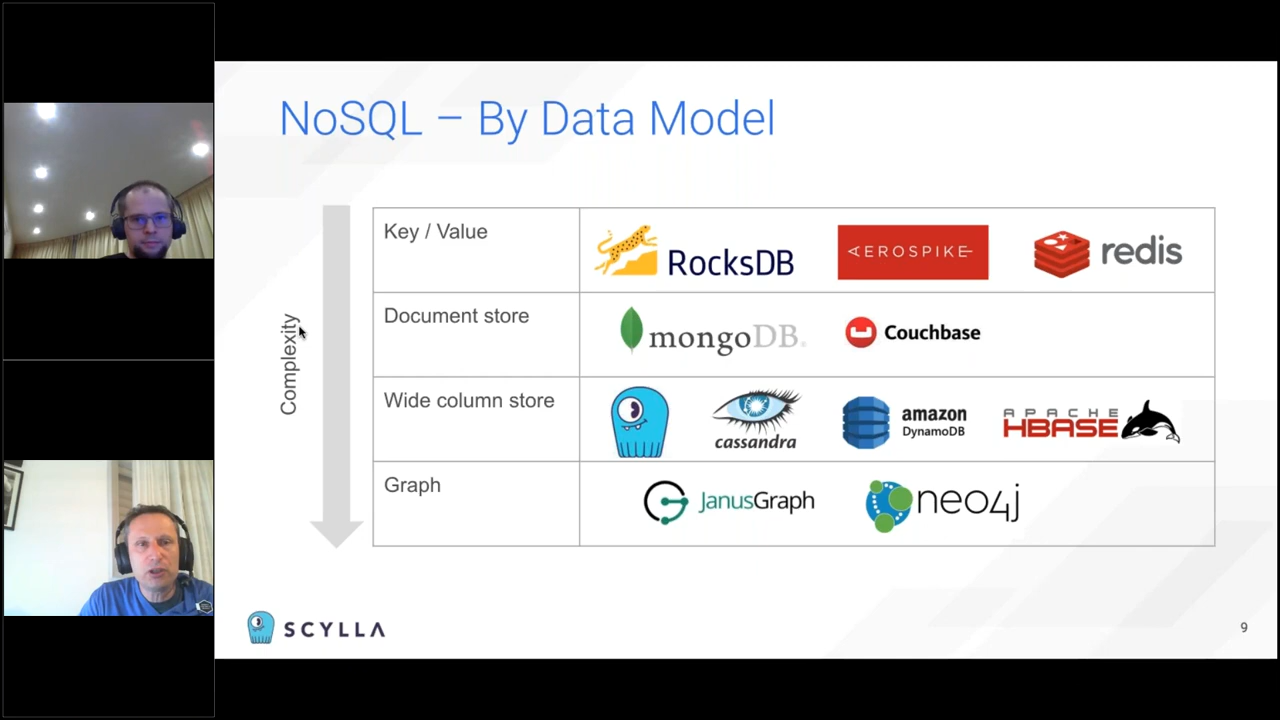 NoSQL – By Data Model
Complexity
Key / Value
RocksDB
AEROSPIKE
redis
Document store
mongoDB®
Couchbase
Wide column store
cassandra
amazon
DynamoDB
APACHE
HBASE
Graph
JanusGraph
neo4j
SCYLLA
9